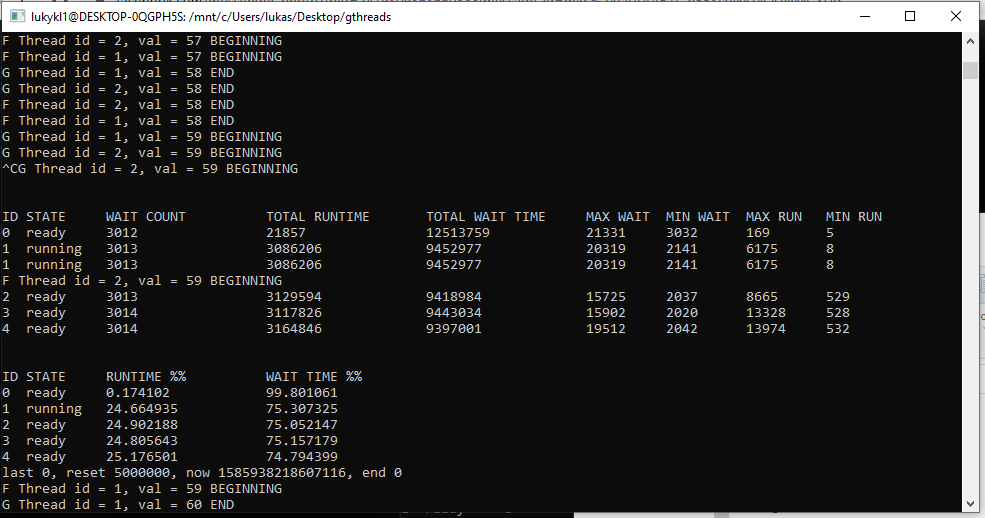 lukykl1@DESKTOP-0QGPH5S: /mnt/c/Users/lukas/Desktop/gthreads
F Thread id = 2, val = 57 BEGINNING
F Thread id = 1, val = 57 BEGINNING
G Thread id = 1, val = 58 END
G Thread id = 2, val = 58 END
F Thread id = 2, val = 58 END
F Thread id = 1, val = 58 END
G Thread id = 1, val = 59 BEGINNING
G Thread id = 2, val = 59 BEGINNING
^CG Thread id = 2, val = 59 BEGINNING
ID STATE WAIT COUNT TOTAL RUNTIME TOTAL WAIT TIME MAX WAIT MIN WAIT MAX RUN MIN RUN
0 ready 3012 21857 12513759 21331 3032 169 5
1 running 3013 3086206 9452977 20319 2141 6175 8
1 running 3013 3086206 9452977 20319 2141 6175 8
F Thread id = 2, val = 59 BEGINNING
2 ready 3013 3129594 9418984 15725 2037 8665 529
3 ready 3014 3117826 9443034 15902 2020 13328 528
4 ready 3014 3164846 9397001 19512 2042 13974 532
ID STATE RUNTIME %% WAIT TIME %%
0 ready 0.174102 99.801061
1 running 24.664935 75.307325
2 ready 24.902188 75.052147
3 ready 24.805643 75.157179
4 ready 25.176501 74.794399
last 0, reset 5000000, now 1585938218607116, end 0
F Thread id = 1, val = 59 BEGINNING
G Thread id = 1, val = 60 END